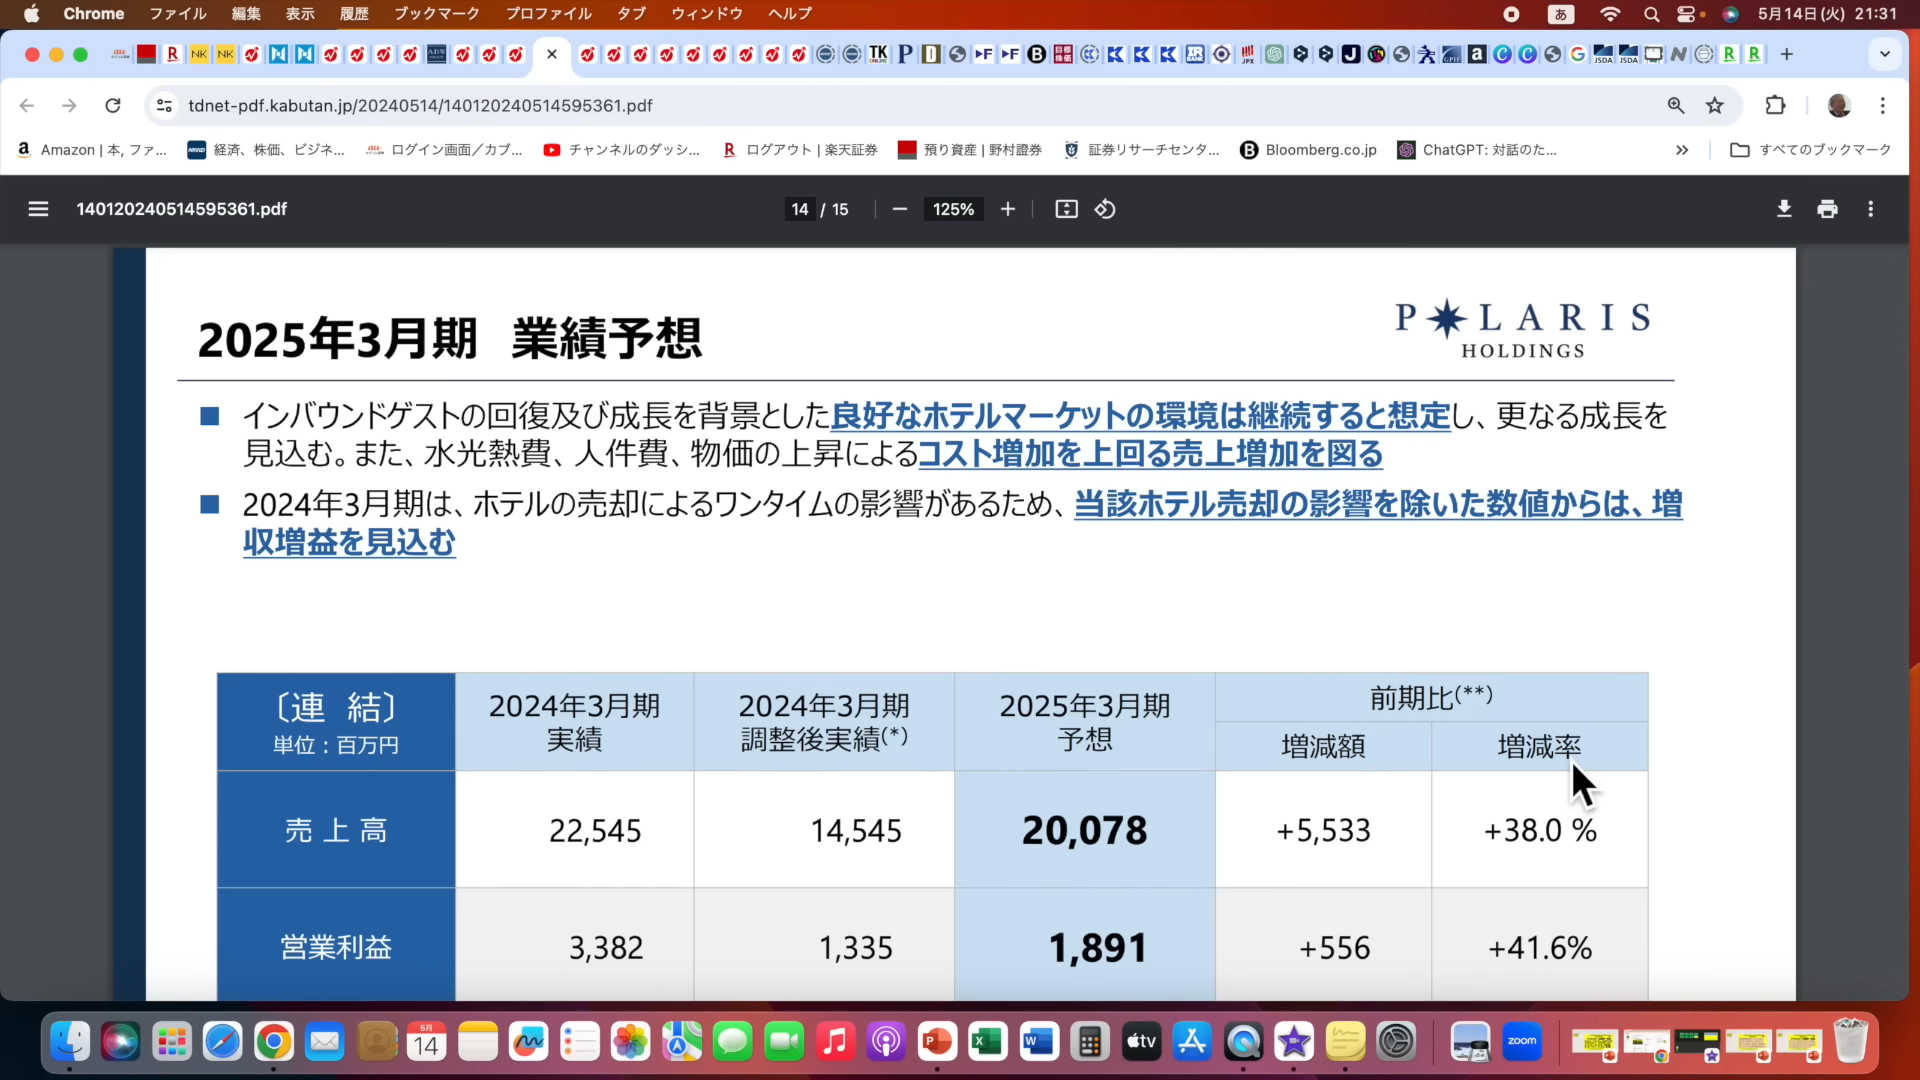 Chrome ファイル 編集 表示 履歴 ブックマーク プロファイル タブ ウィンドウ ヘルプ あ 5月14日(火) 21:31
tdnet-pdf.kabutan.jp/20240514/140120240514595361.pdf
Amazon | 本, ファ... 経済、株価、ビジネ... ログイン画面／カブ... チャンネルのダッシ... ログアウト | 楽天証券 預り資産 | 野村證券 証券リサーチセンタ... Bloomberg.co.jp ChatGPT: 対話のた... すべてのブックマーク
140120240514595361.pdf 14 / 15 125%
2025年3月期 業績予想
POLARIS
HOLDINGS
インバウンドゲストの回復及び成長を背景とした良好なホテルマーケットの環境は継続すると想定し、更なる成長を
見込む。また、水光熱費、人件費、物価の上昇によるコスト増加を上回る売上増加を図る
2024年3月期は、ホテルの売却によるワンタイムの影響があるため、当該ホテル売却の影響を除いた数値からは、増
収増益を見込む
〔連 結〕
単位：百万円
2024年3月期
実績
2024年3月期
調整後実績(*)
2025年3月期
予想
前期比(**)
増減額 増減率
売 上 高 22,545 14,545 20,078 +5,533 +38.0 %
営業利益 3,382 1,335 1,891 +556 +41.6%
5月
14
tv
zoom